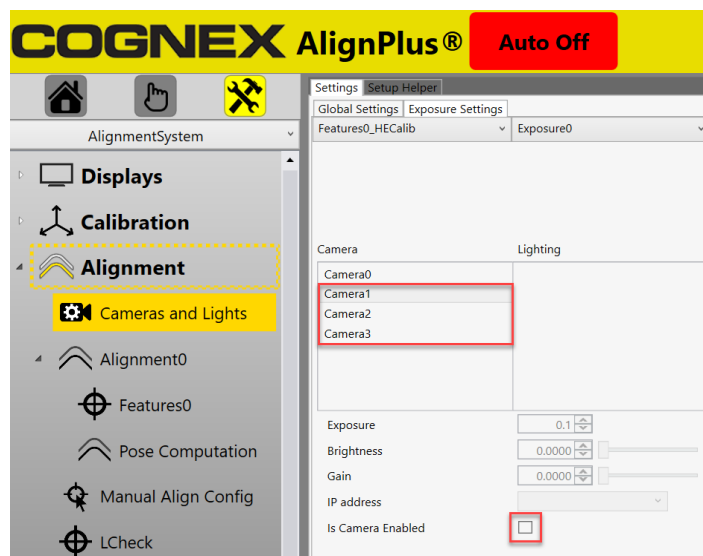 COGNEX AlignPlus® Auto Off
Settings Setup Helper
Global Settings Exposure Settings
AlignmentSystem
Features0_HECalib Exposure0
Displays
Calibration
Alignment
Cameras and Lights
Alignment0
Features0
Pose Computation
Manual Align Config
LCheck
Camera Lighting
Camera0
Camera1
Camera2
Camera3
Exposure 0.1
Brightness 0.0000
Gain 0.0000
IP address
Is Camera Enabled